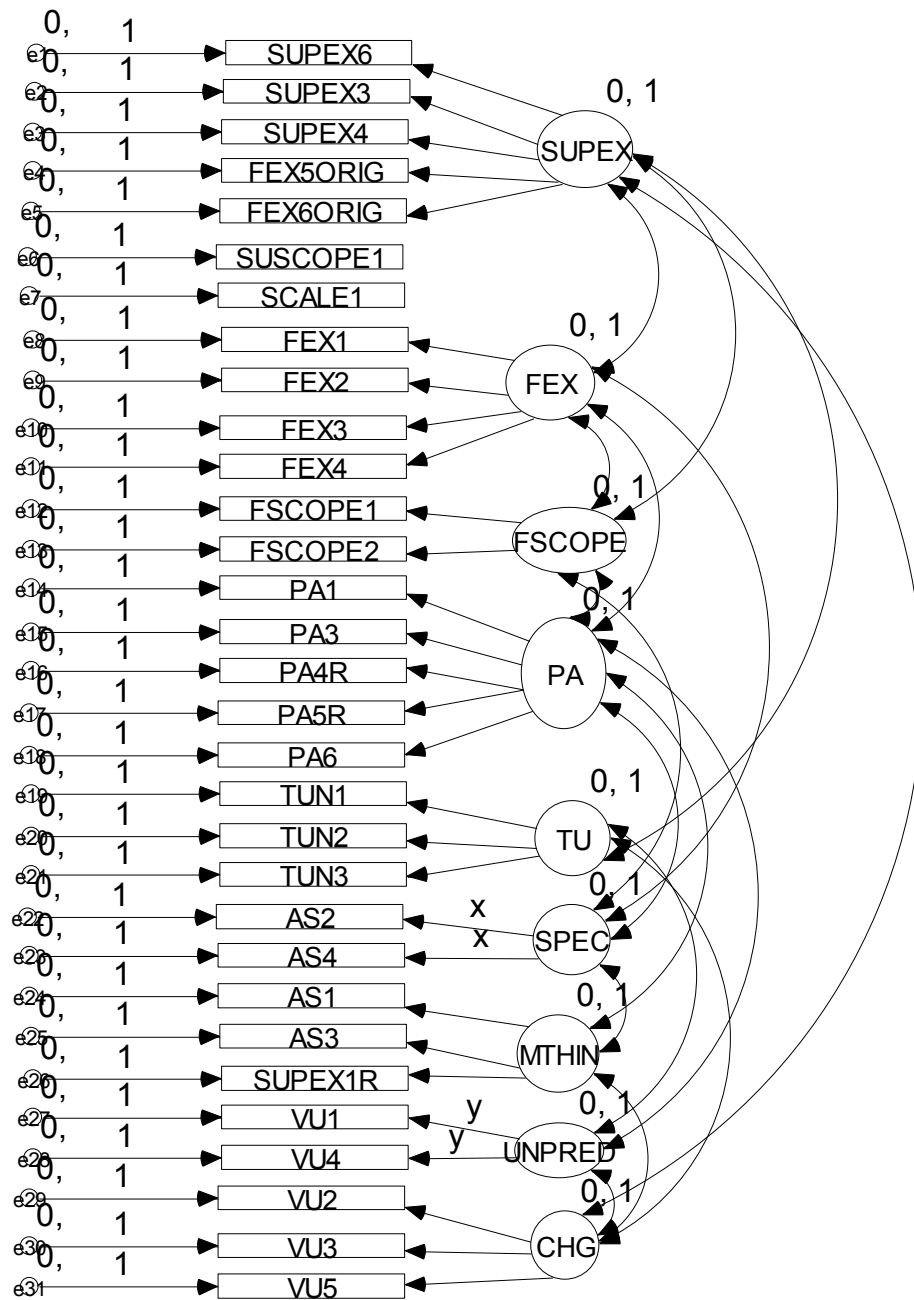 0, 1
e1 SUPEX6
0, 1
e2 SUPEX3
0, 1
0, 1
e3 SUPEX4
SUPEX
0, 1
e4 FEX5ORIG
0, 1
e5 FEX6ORIG
0, 1
e6 SUSCOPE1
0, 1
e7 SCALE1
0, 1
0, 1
e8 FEX1
0, 1
e9 FEX2
FEX
0, 1
e10 FEX3
0, 1
e11 FEX4
0, 1
0, 1
e12 FSCOPE1
0, 1
e13 FSCOPE2
FSCOPE
0, 1
e14 PA1
0, 1
0, 1
e15 PA3
0, 1
e16 PA4R
PA
0, 1
e17 PA5R
0, 1
e18 PA6
0, 1
e19 TUN1
0, 1
0, 1
e20 TUN2
TU
0, 1
e21 TUN3
0, 1
0, 1
e22 AS2 x
0, 1
e23 AS4 x
SPEC
0, 1
e24 AS1
0, 1
0, 1
e25 AS3
MTHIN
0, 1
e26 SUPEX1R
0, 1
0, 1
e27 VU1 y
0, 1
e28 VU4 y
UNPRED
0, 1
e29 VU2
0, 1
0, 1
e30 VU3
CHG
0, 1
e31 VU5